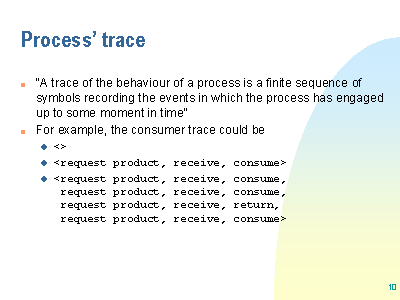 Process' trace
"A trace of the behaviour of a process is a finite sequence of
symbols recording the events in which the process has engaged
up to some moment in time"
For example, the consumer trace could be
<>
<request product, receive, consume>
<request product, receive, consume,
request product, receive, consume,
request product, receive, return,
request product, receive, consume>
10